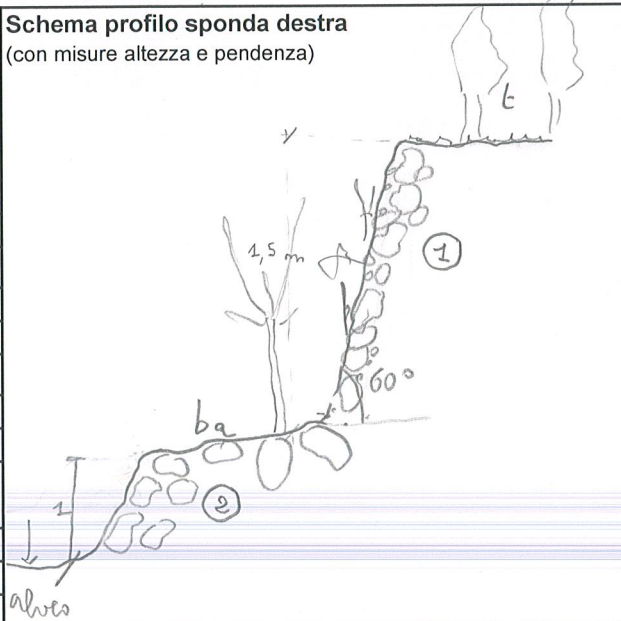 Schema profilo sponda destra
(con misure altezza e pendenza)
t
1,5 m
1
60°
ba
2
1
alveo